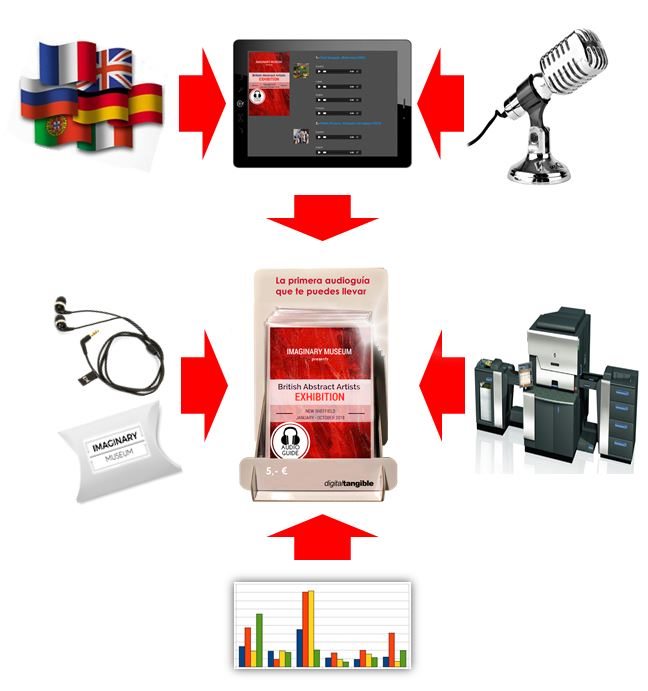 IMAGINARY MUSEUM
British Abstract Artists
EXHIBITION
La primera audioguía
que te puedes llevar
IMAGINARY MUSEUM
presents
British Abstract Artists
EXHIBITION
NEW SHEFFIELD
JANUARY - OCTOBER 2018
AUDIO
GUIDE
5,- €
digitaltangible
IMAGINARY
MUSEUM